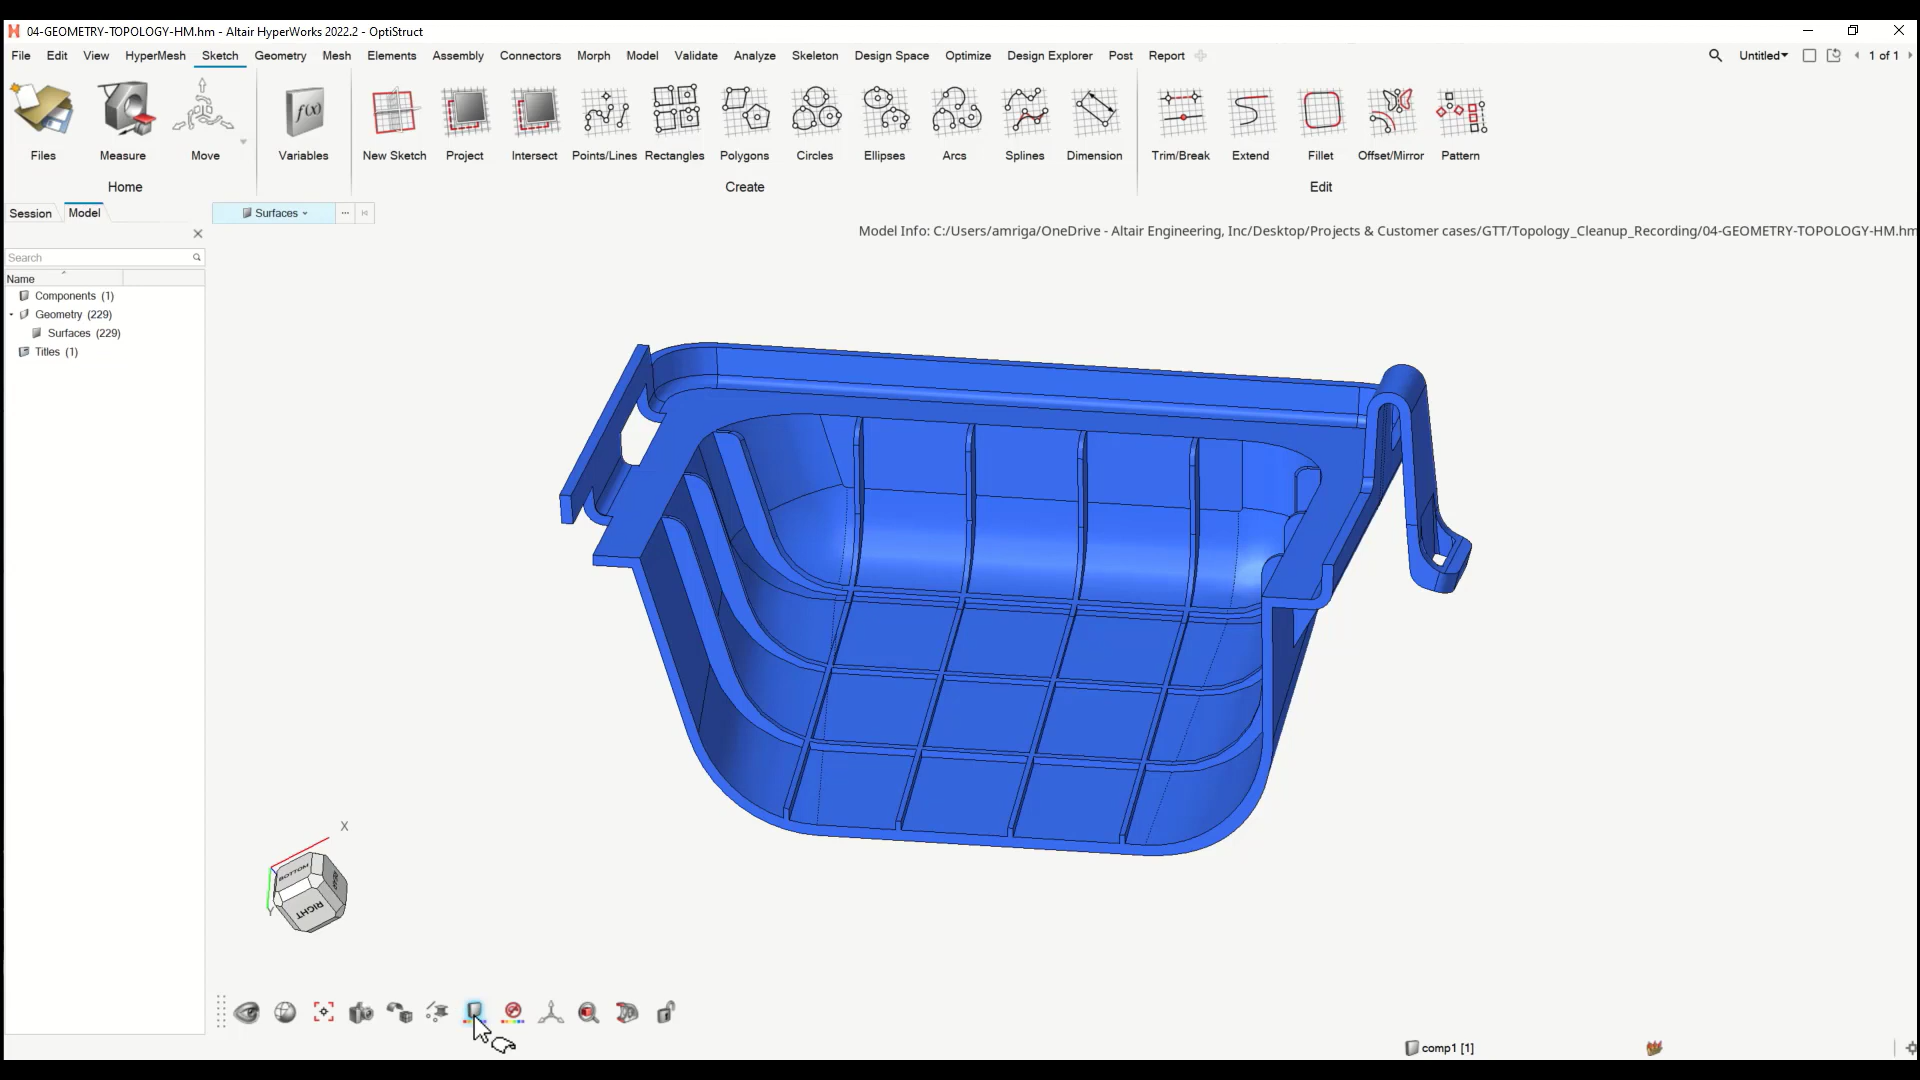 04-GEOMETRY-TOPOLOGY-HM.hm - Altair HyperWorks 2022.2 - OptiStruct
File Edit View HyperMesh Sketch Geometry Mesh Elements Assembly Connectors Morph Model Validate Analyze Skeleton Design Space Optimize Design Explorer Post Report Untitled 1 of 1
f(x)
Files Measure Move Variables New Sketch Project Intersect Points/Lines Rectangles Polygons Circles Ellipses Arcs Splines Dimension Trim/Break Extend Fillet Offset/Mirror Pattern
Home Create Edit
Session Model Surfaces
Model Info: C:/Users/amriga/OneDrive - Altair Engineering, Inc/Desktop/Projects & Customer cases/GTT/Topology_Cleanup_Recording/04-GEOMETRY-TOPOLOGY-HM.hm
Search
Name
Components (1)
Geometry (229)
Surfaces (229)
Titles (1)
X
BOTTOM
RIGHT
Y
comp1 [1]